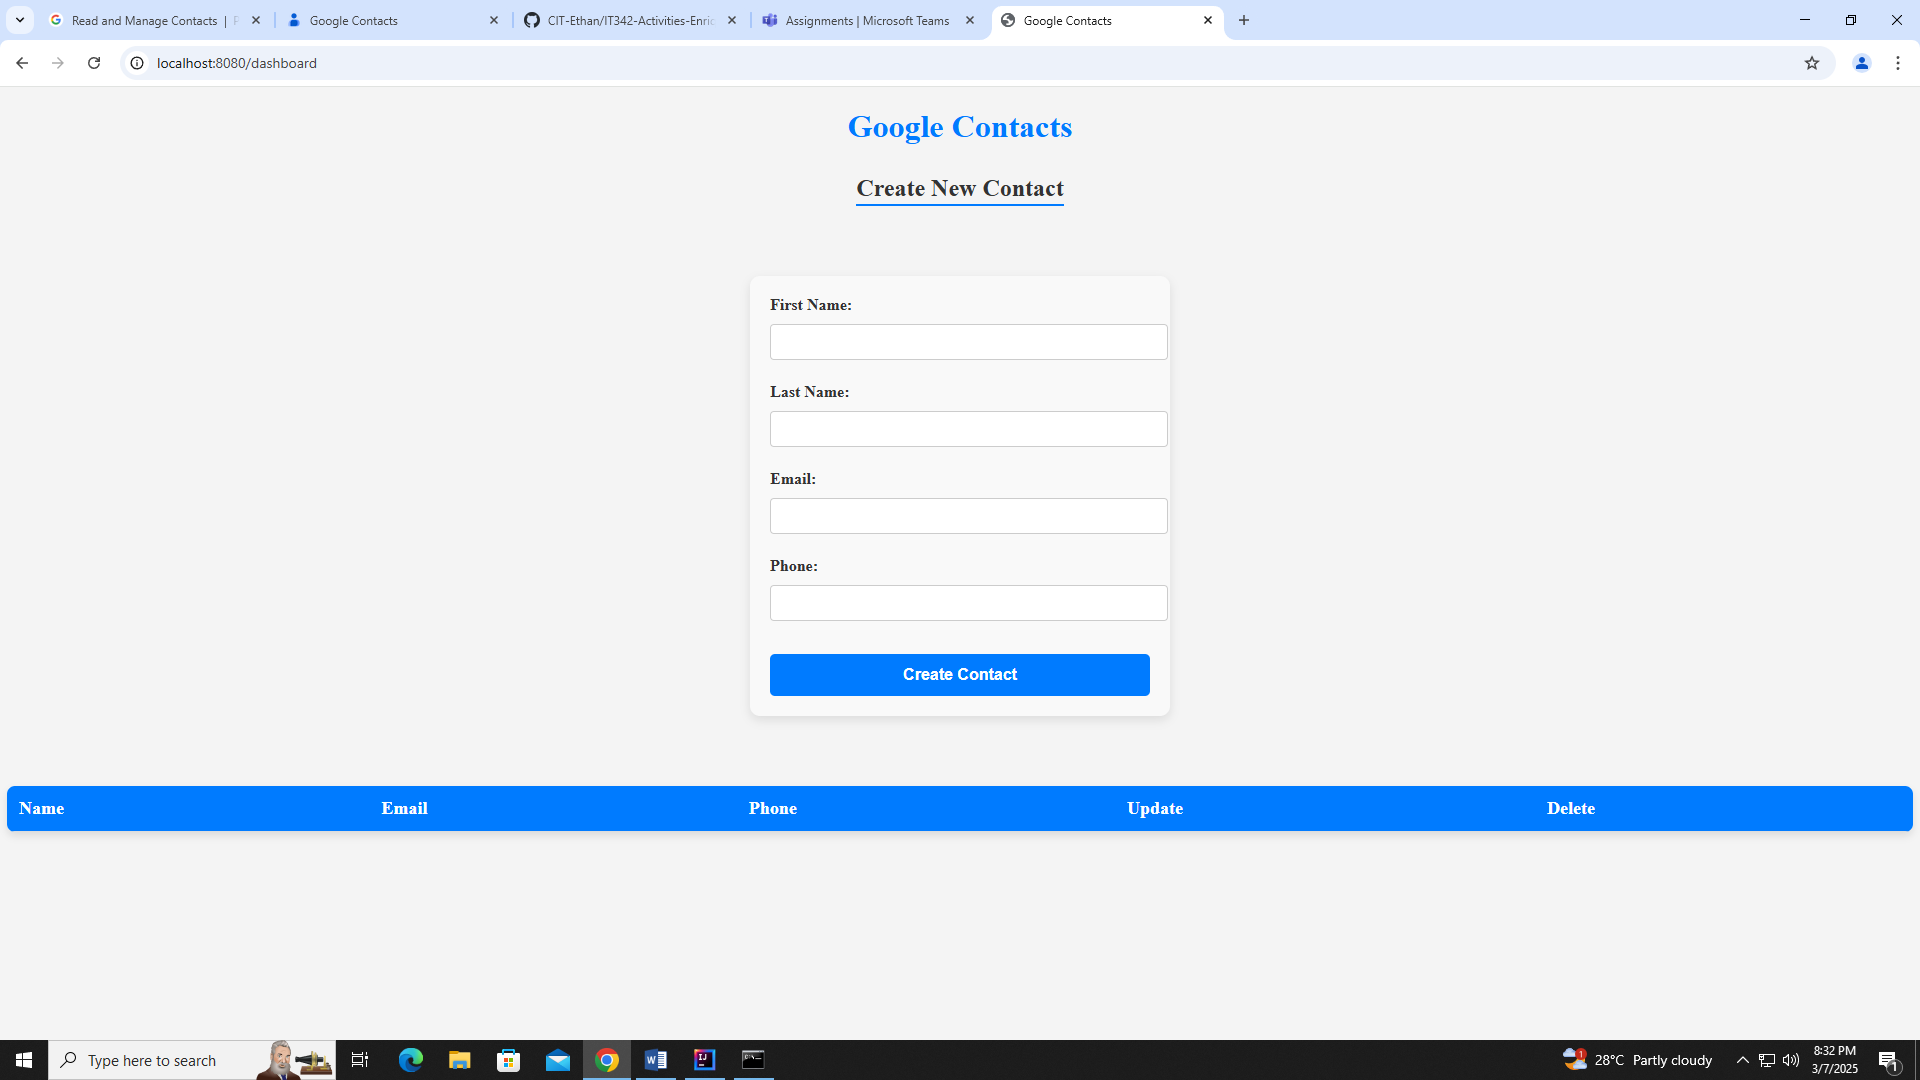 Read and Manage Contacts |
Google Contacts
CIT-Ethan/IT342-Activities-Enric
Assignments | Microsoft Teams
Google Contacts
localhost:8080/dashboard
Google Contacts
Create New Contact
First Name:
Last Name:
Email:
Phone:
Create Contact
Name Email Phone Update Delete
Type here to search
1
28°C Partly cloudy
8:32 PM
3/7/2025
1